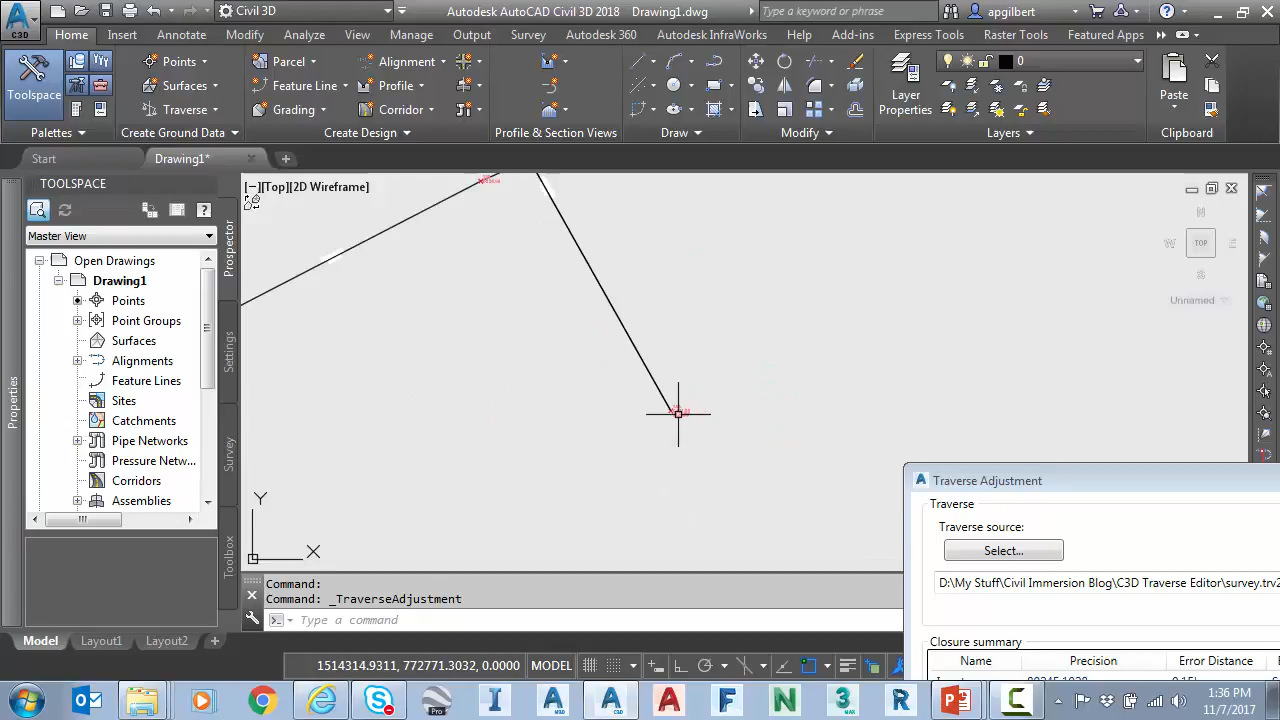 C3D
Civil 3D
Autodesk AutoCAD Civil 3D 2018 Drawing1.dwg
Type a keyword or phrase
apgilbert
Home Insert Annotate Modify Analyze View Manage Output Survey Autodesk 360 Autodesk InfraWorks Help Add-ins Express Tools Raster Tools Featured Apps
Points Parcel Alignment 0
Toolspace Surfaces Feature Line Profile Layer Properties Paste
Traverse Grading Corridor
Palettes Create Ground Data Create Design Profile & Section Views Draw Modify Layers Clipboard
Start Drawing1*
TOOLSPACE
[−][Top][2D Wireframe]
Master View
Prospector
Settings
Survey
Toolbox
Properties
Open Drawings
Drawing1
Points
Point Groups
Surfaces
Alignments
Feature Lines
Sites
Catchments
Pipe Networks
Pressure Netw...
Corridors
Assemblies
N
W TOP E
S
Unnamed
Y
X
Traverse Adjustment
Traverse
Traverse source:
Select...
D:\My Stuff\Civil Immersion Blog\C3D Traverse Editor\survey.trv2
Closure summary
Name Precision Error Distance
Command:
Command: _TraverseAdjustment
Type a command
Model Layout1 Layout2
1514314.9311, 772771.3032, 0.0000 MODEL
Pro
1:36 PM
11/7/2017